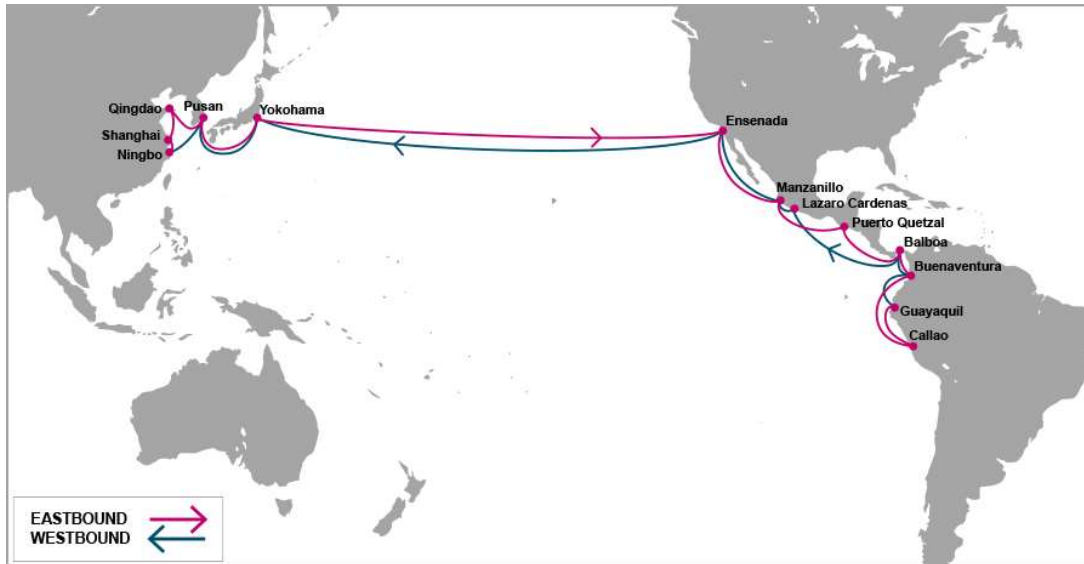 Qingdao
Pusan
Yokohama
Shanghai
Ningbo
Ensenada
Manzanillo
Lazaro Cardenas
Puerto Quetzal
Balboa
Buenaventura
Guayaquil
Callao
EASTBOUND
WESTBOUND